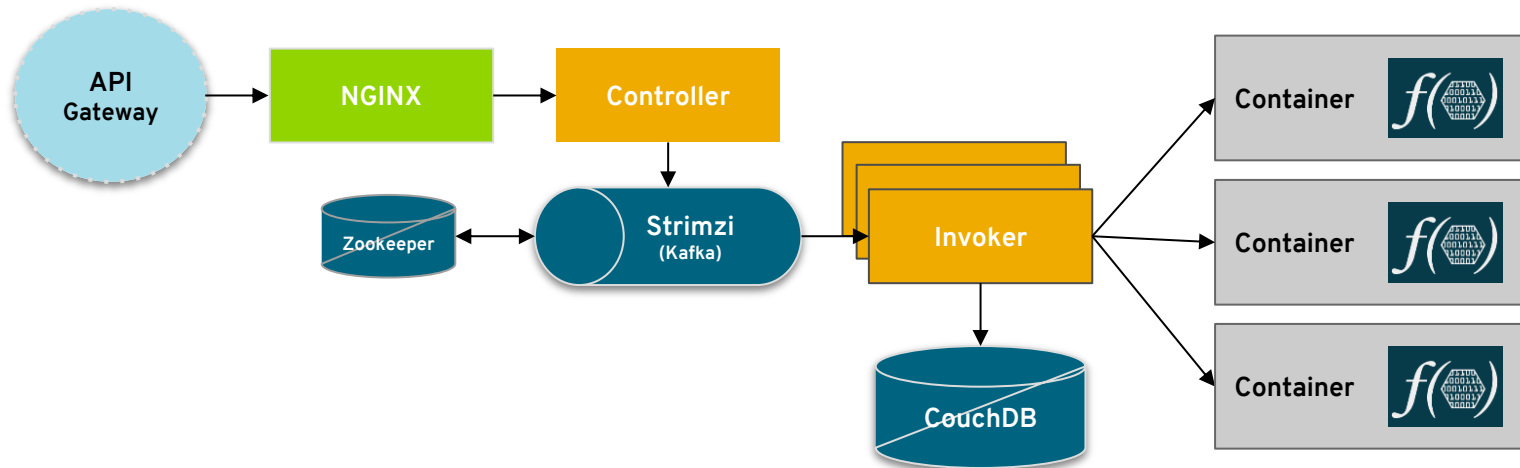 API
Gateway
NGINX
Controller
Zookeeper
Strimzi
(Kafka)
Invoker
CouchDB
Container
f( )
Container
f( )
Container
f( )